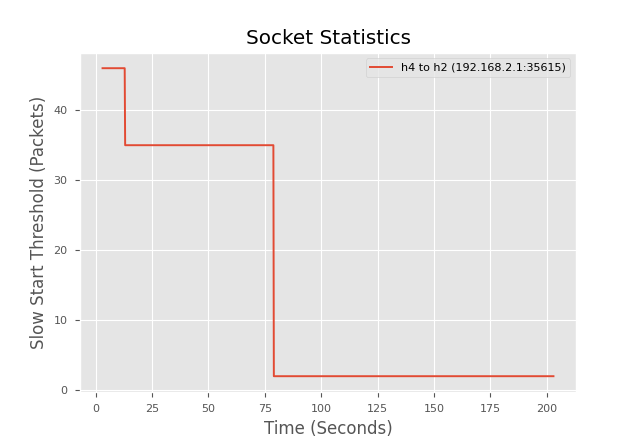 Socket Statistics
h4 to h2 (192.168.2.1:35615)
Slow Start Threshold (Packets)
40
30
20
10
0
0 25 50 75 100 125 150 175 200
Time (Seconds)